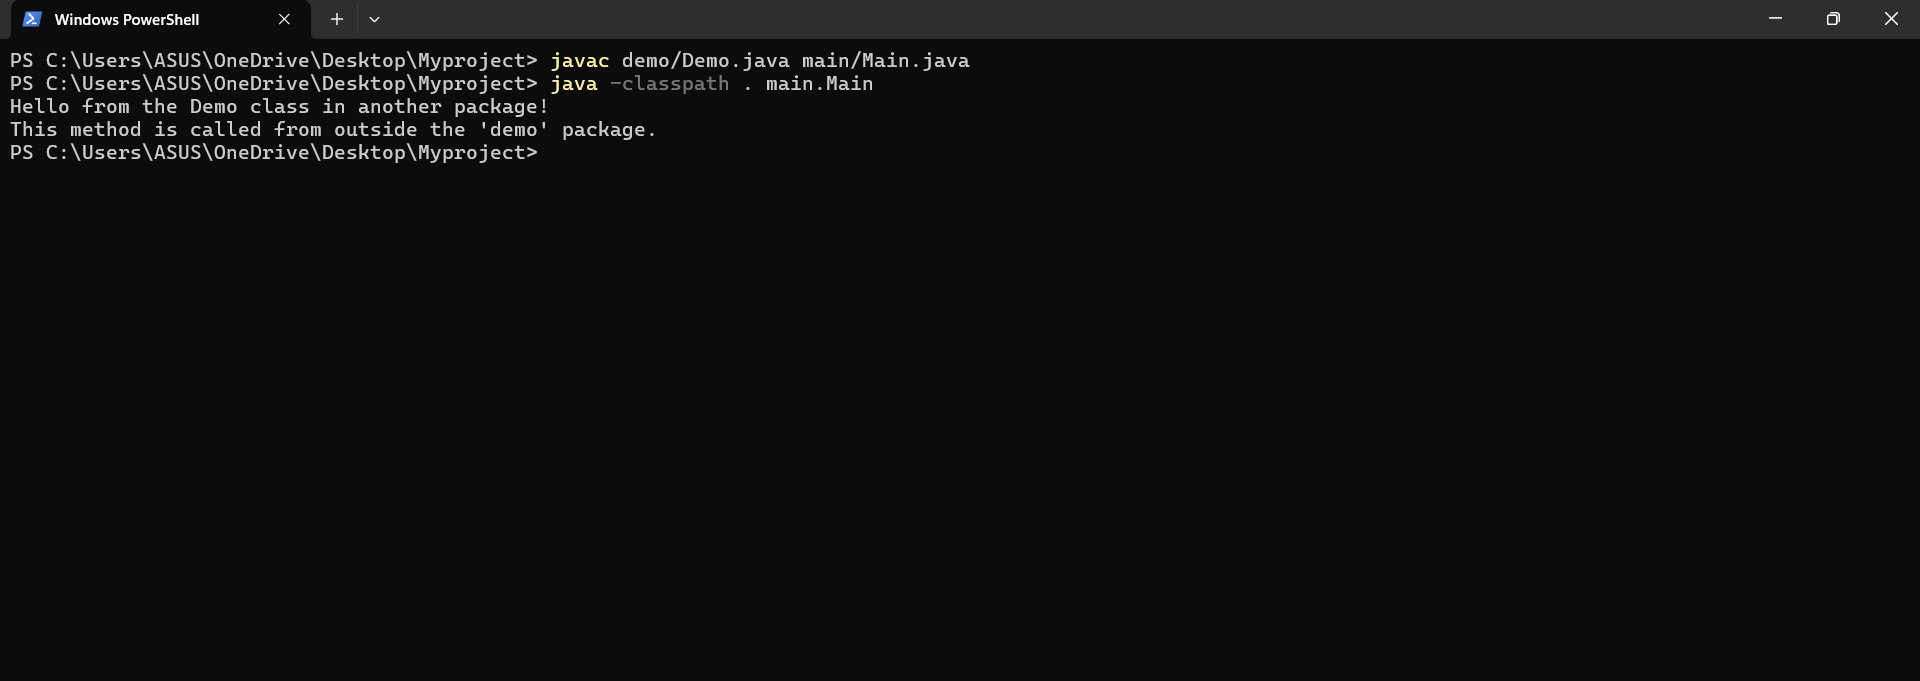 Windows PowerShell
PS C:\Users\ASUS\OneDrive\Desktop\Myproject> javac demo/Demo.java main/Main.java
PS C:\Users\ASUS\OneDrive\Desktop\Myproject> java -classpath . main.Main
Hello from the Demo class in another package!
This method is called from outside the 'demo' package.
PS C:\Users\ASUS\OneDrive\Desktop\Myproject>